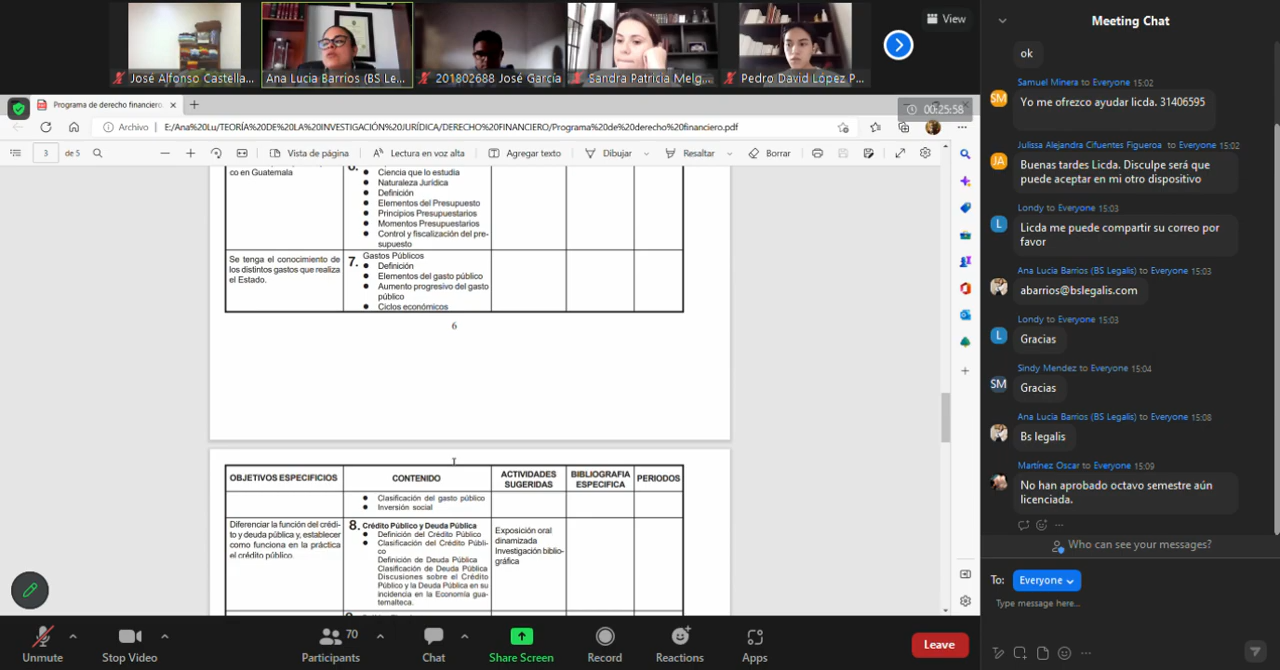 José Alfonso Castella...
Ana Lucia Barrios (BS Le...
201802688 José García
Sandra Patricia Melg...
Pedro David López P...
View
Programa de derecho financiero.
00:25:58
Archivo
E:/Ana%20Lu/TEORÍA%20DE%20LA%20INVESTIGACIÓN%20JURÍDICA/DERECHO%20FINANCIERO/Programa%20de%20derecho%20financiero.pdf
3 de 5
Vista de página
Lectura en voz alta
Agregar texto
Dibujar
Resaltar
Borrar
co en Guatemala
Ciencia que lo estudia
Naturaleza Jurídica
Definición
Elementos del Presupuesto
Principios Presupuestarios
Momentos Presupuestarios
Control y fiscalización del pre-
supuesto
Se tenga el conocimiento de
los distintos gastos que realiza
el Estado.
7. Gastos Públicos
Definición
Elementos del gasto público
Aumento progresivo del gasto
público
Ciclos económicos
6
OBJETIVOS ESPECIFICIOS
CONTENIDO
ACTIVIDADES
SUGERIDAS
BIBLIOGRAFIA
ESPECIFICA
PERIODOS
Clasificación del gasto público
Inversión social
Diferenciar la función del crédi-
to y deuda pública y, establecer
como funciona en la práctica
el crédito público.
8. Crédito Público y Deuda Pública
Definición del Crédito Público
Clasificación del Crédito Públi-
co
Definición de Deuda Pública
Clasificación de Deuda Pública
Discusiones sobre el Crédito
Público y la Deuda Pública en su
incidencia en la Economía gua-
temalteca.
Exposición oral
dinamizada
Investigación biblio-
gráfica
Unmute
Stop Video
70
Participants
Chat
Share Screen
Record
Reactions
Apps
Leave
Meeting Chat
ok
Samuel Minera to Everyone 15:02
SM
Yo me ofrezco ayudar licda. 31406595
Julissa Alejandra Cifuentes Figueroa to Everyone 15:02
JA
Buenas tardes Licda. Disculpe será que
puede aceptar en mi otro dispositivo
Londy to Everyone 15:03
L
Licda me puede compartir su correo por
favor
Ana Lucia Barrios (BS Legalis) to Everyone 15:03
abarrios@bslegalis.com
Londy to Everyone 15:03
L
Gracias
Sindy Mendez to Everyone 15:04
SM
Gracias
Ana Lucia Barrios (BS Legalis) to Everyone 15:08
Bs legalis
Martínez Oscar to Everyone 15:09
No han aprobado octavo semestre aún
licenciada.
Who can see your messages?
To: Everyone
Type message here...